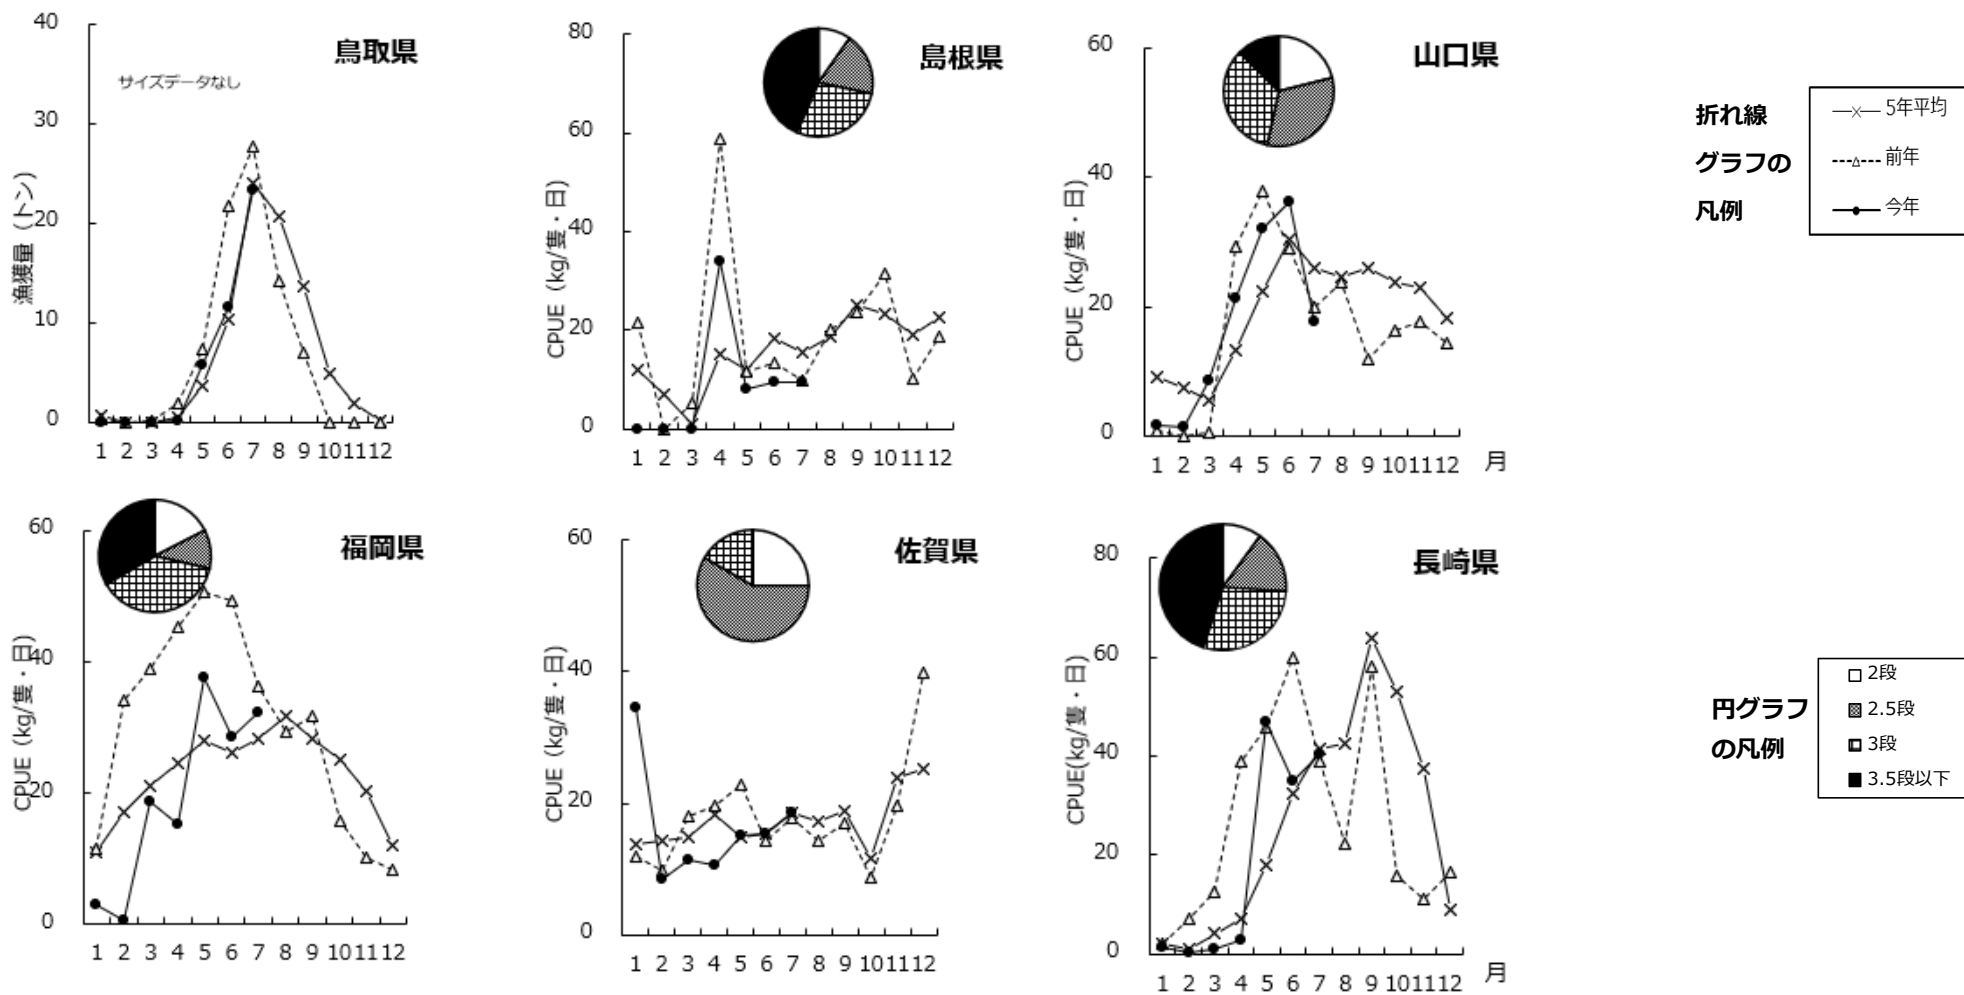 鳥取県
サイズデータなし
漁獲量(トン)
40
30
20
10
0
1 2 3 4 5 6 7 8 9 10 11 12
島根県
CPUE (kg/隻・日)
80
60
40
20
0
1 2 3 4 5 6 7 8 9 10 11 12
山口県
CPUE (kg/隻・日)
60
40
20
0
1 2 3 4 5 6 7 8 9 10 11 12 月
折れ線
グラフの
凡例
5年平均
前年
今年
福岡県
CPUE (kg/隻・日)
60
40
20
0
1 2 3 4 5 6 7 8 9 10 11 12
佐賀県
CPUE (kg/隻・日)
60
40
20
0
1 2 3 4 5 6 7 8 9 10 11 12
長崎県
CPUE(kg/隻・日)
80
60
40
20
0
1 2 3 4 5 6 7 8 9 10 11 12 月
円グラフ
の凡例
2段
2.5段
3段
3.5段以下